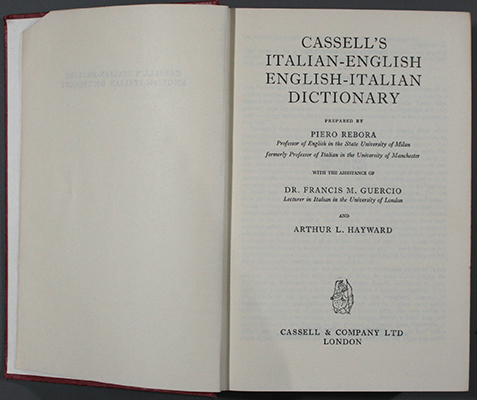 CASSELL'S
ITALIAN-ENGLISH
ENGLISH-ITALIAN
DICTIONARY
PREPARED BY
PIERO REBORA
Professor of English in the State University of Milan
formerly Professor of Italian in the University of Manchester
WITH THE ASSISTANCE OF
DR. FRANCIS M. GUERCIO
Lecturer in Italian in the University of London
AND
ARTHUR L. HAYWARD
CASSELL & COMPANY LTD
LONDON